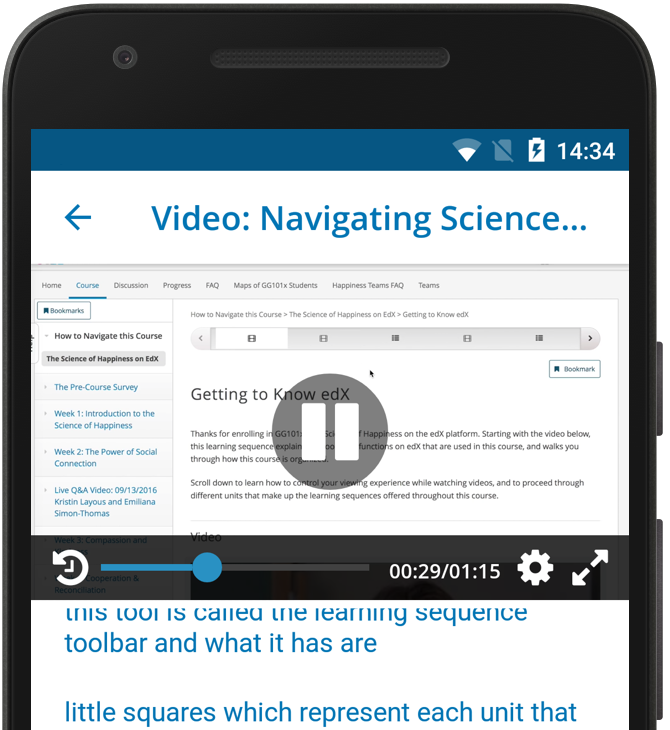 14:34
Video: Navigating Science...
Home Course Discussion Progress FAQ Maps of GG101x Students Happiness Teams FAQ Teams
Bookmarks
How to Navigate this Course
The Science of Happiness on EdX
The Pre-Course Survey
Week 1: Introduction to the
Science of Happiness
Week 2: The Power of Social
Connection
Live Q&A Video: 09/13/2016
Kristin Layous and Emiliana
Simon-Thomas
Week 3: Compassion and
Cooperation &
Reconciliation
How to Navigate this Course > The Science of Happiness on EdX > Getting to Know edX
Bookmark
Getting to Know edX
Thanks for enrolling in GG101x: Science of Happiness on the edX platform. Starting with the video below,
this learning sequence explains functions on edX that are used in this course, and walks you
through how this course is organized.
Scroll down to learn how to control your viewing experience while watching videos, and to proceed through
different units that make up the learning sequences offered throughout this course.
Video
00:29/01:15
this tool is called the learning sequence
toolbar and what it has are
little squares which represent each unit that